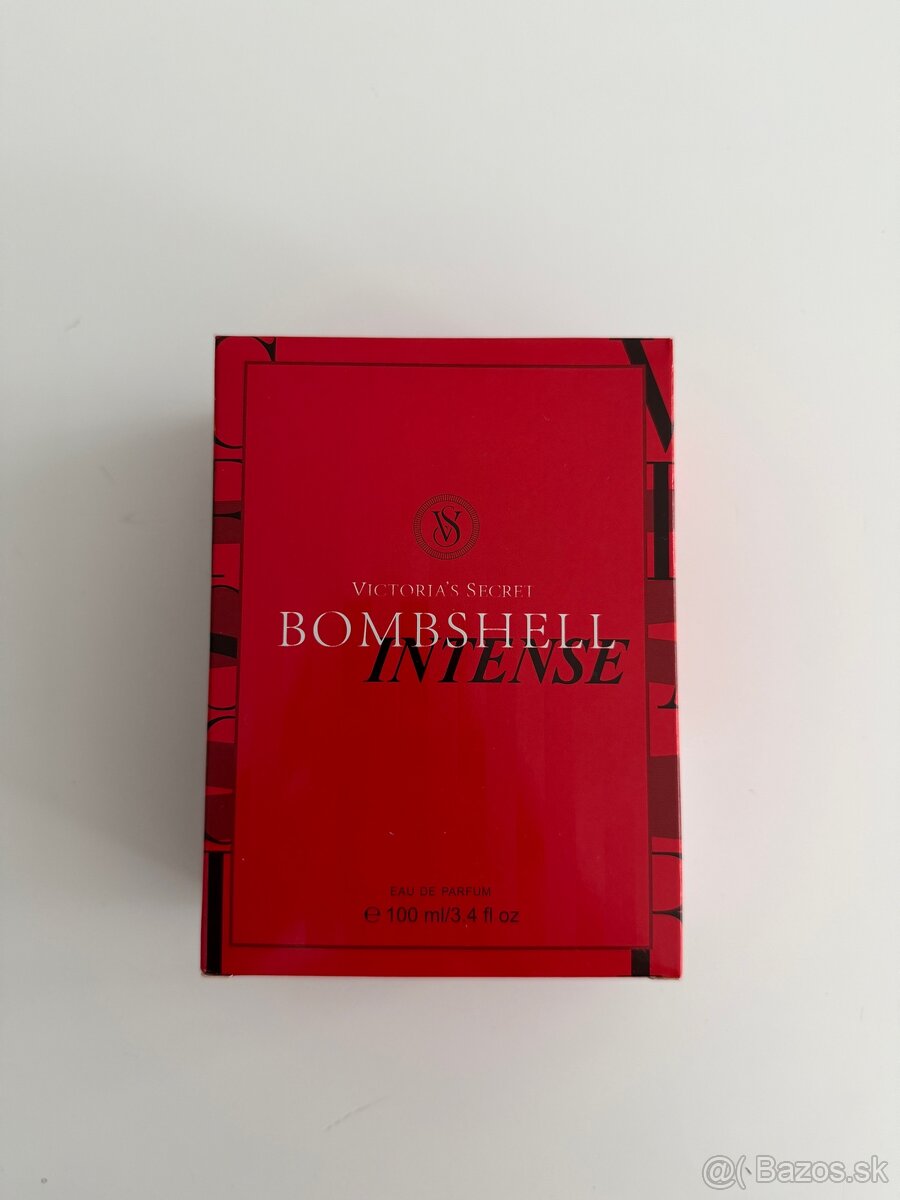 VS
VICTORIA'S SECRET
BOMBSHELL
INTENSE
EAU DE PARFUM
℮ 100 ml/3.4 fl oz
@(·Bazos.sk